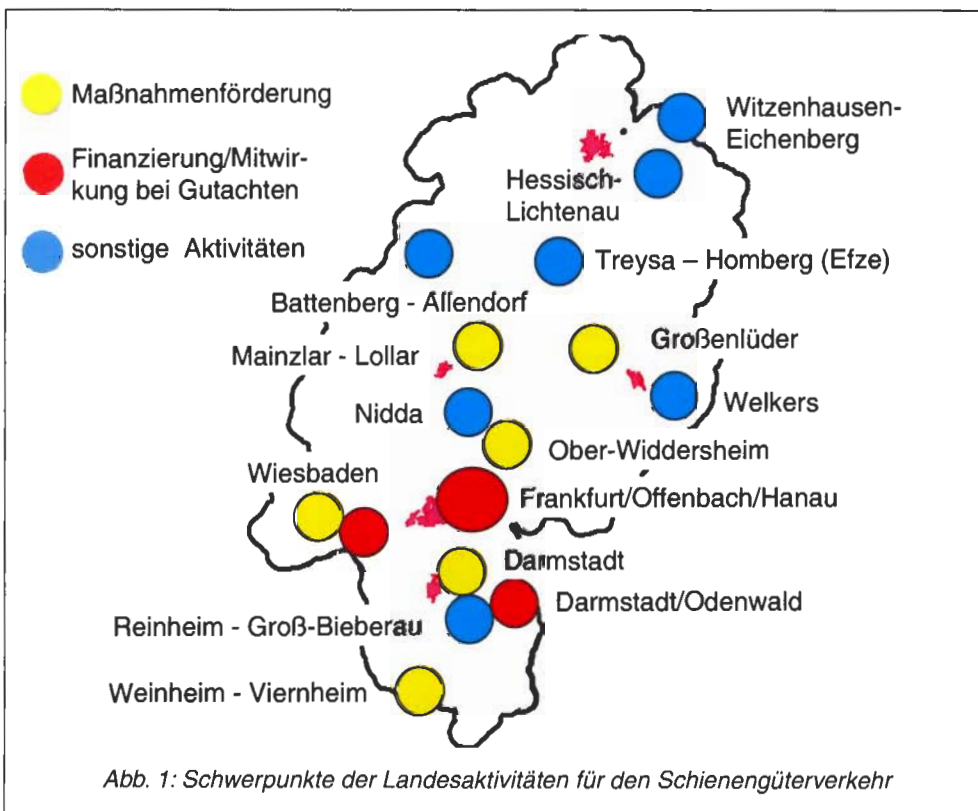 Maßnahmenförderung
Finanzierung/Mitwir-
kung bei Gutachten
sonstige Aktivitäten
Witzenhausen-
Eichenberg
Hessisch-
Lichtenau
Treysa – Homberg (Efze)
Battenberg - Allendorf
Großenlüder
Mainzlar - Lollar
Welkers
Nidda
Ober-Widdersheim
Wiesbaden
Frankfurt/Offenbach/Hanau
Darmstadt
Darmstadt/Odenwald
Reinheim - Groß-Bieberau
Weinheim - Viernheim
Abb. 1: Schwerpunkte der Landesaktivitäten für den Schienengüterverkehr